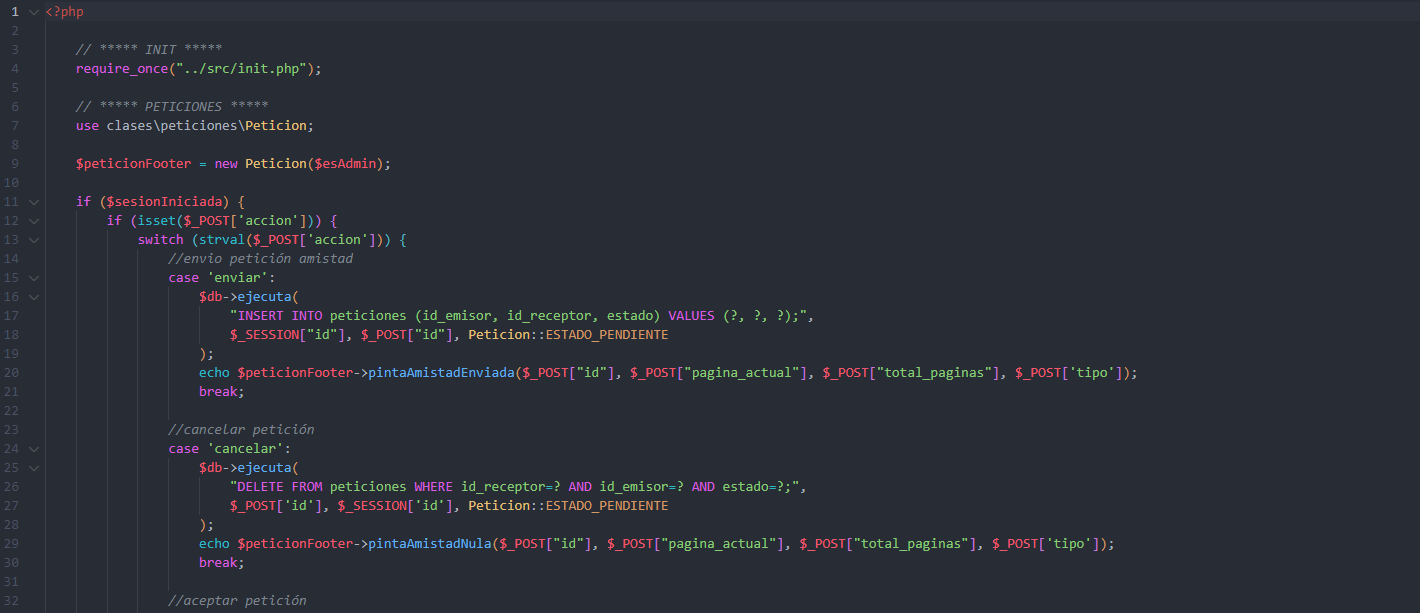 1 <?php
2
3 // ***** INIT *****
4 require_once("../src/init.php");
5
6 // ***** PETICIONES *****
7 use clases\peticiones\Peticion;
8
9 $peticionFooter = new Peticion($esAdmin);
10
11 if ($sesionIniciada) {
12 if (isset($_POST['accion'])) {
13 switch (strval($_POST['accion'])) {
14 //envio petición amistad
15 case 'enviar':
16 $db->ejecuta(
17 "INSERT INTO peticiones (id_emisor, id_receptor, estado) VALUES (?, ?, ?);",
18 $_SESSION["id"], $_POST["id"], Peticion::ESTADO_PENDIENTE
19 );
20 echo $peticionFooter->pintaAmistadEnviada($_POST["id"], $_POST["pagina_actual"], $_POST["total_paginas"], $_POST['tipo']);
21 break;
22
23 //cancelar petición
24 case 'cancelar':
25 $db->ejecuta(
26 "DELETE FROM peticiones WHERE id_receptor=? AND id_emisor=? AND estado=?;",
27 $_POST['id'], $_SESSION['id'], Peticion::ESTADO_PENDIENTE
28 );
29 echo $peticionFooter->pintaAmistadNula($_POST["id"], $_POST["pagina_actual"], $_POST["total_paginas"], $_POST['tipo']);
30 break;
31
32 //aceptar petición